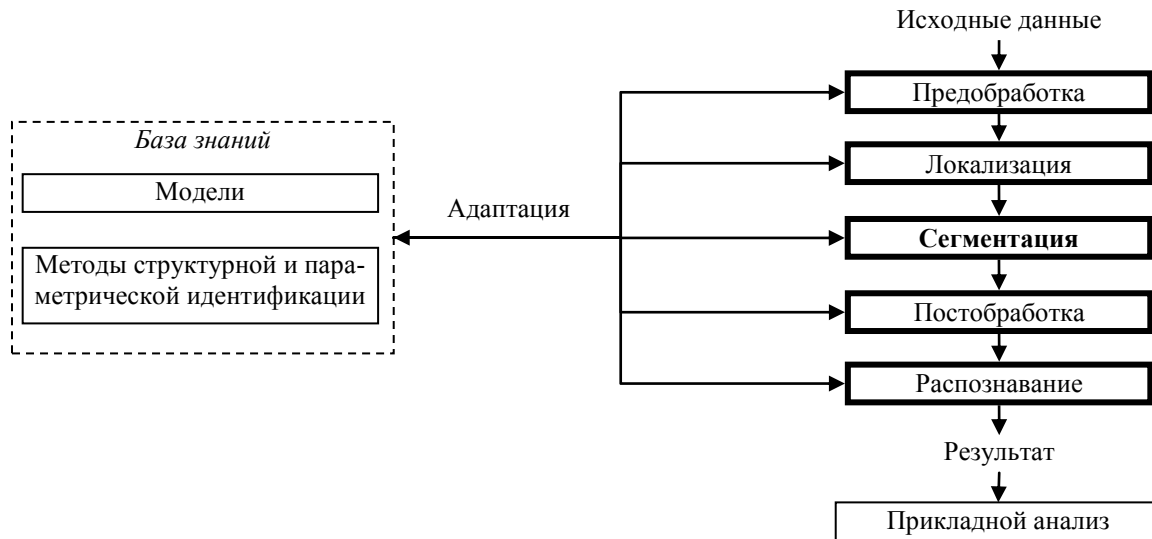 Исходные данные
Предобработка
База знаний
Локализация
Модели
Адаптация
Сегментация
Методы структурной и пара-
метрической идентификации
Постобработка
Распознавание
Результат
Прикладной анализ